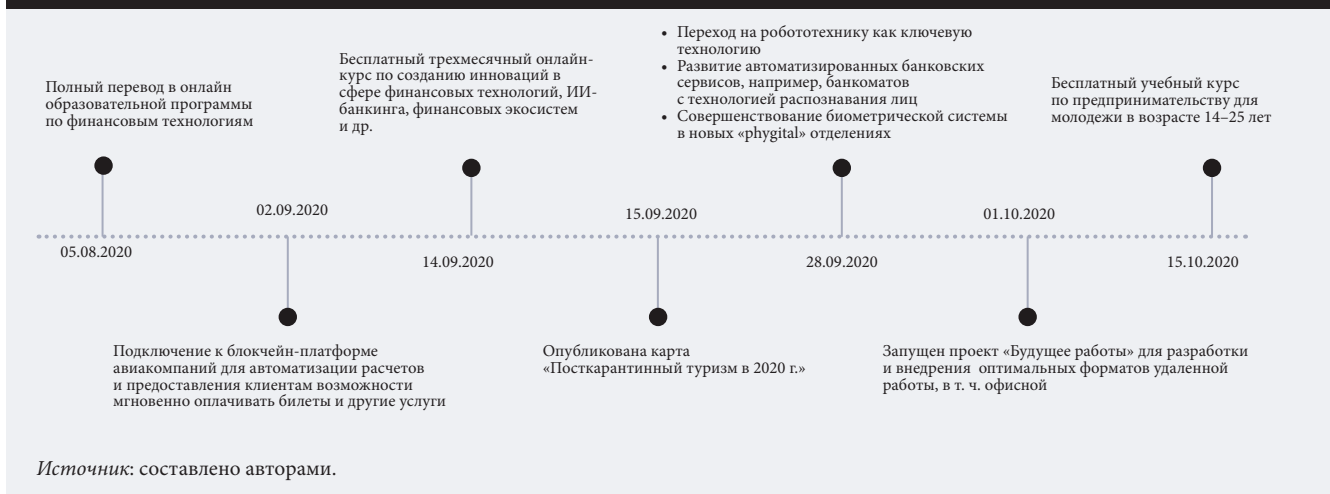 Полный перевод в онлайн
образовательной программы
по финансовым технологиям
Бесплатный трехмесячный онлайн-
курс по созданию инноваций в
сфере финансовых технологий, ИИ-
банкинга, финансовых экосистем
и др.
• Переход на робототехнику как ключевую
технологию
• Развитие автоматизированных банковских
сервисов, например, банкоматов
с технологией распознавания лиц
• Совершенствование биометрической системы
в новых «phygital» отделениях
Бесплатный учебный курс
по предпринимательству для
молодежи в возрасте 14–25 лет
02.09.2020
15.09.2020
01.10.2020
05.08.2020
14.09.2020
28.09.2020
15.10.2020
Подключение к блокчейн-платформе
авиакомпаний для автоматизации расчетов
и предоставления клиентам возможности
мгновенно оплачивать билеты и другие услуги
Опубликована карта
«Посткарантинный туризм в 2020 г.»
Запущен проект «Будущее работы» для разработки
и внедрения оптимальных форматов удаленной
работы, в т. ч. офисной
Источник: составлено авторами.